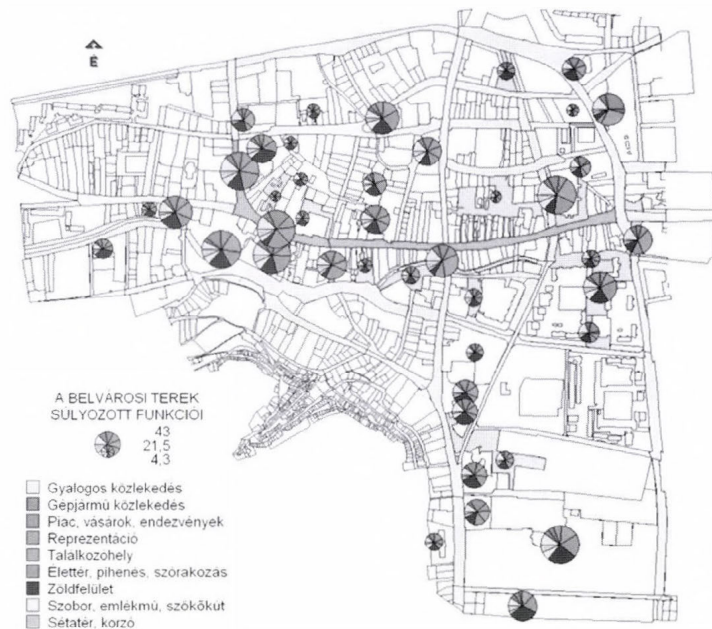 É
A BELVÁROSI TEREK
SÚLYOZOTT FUNKCIÓI
43
21,5
4,3
Gyalogos közlekedés
Gépjármű közlekedés
Piac, vásárok, endezvények
Reprezentáció
Találkozóhely
Élettér, pihenés, szórakozás
Zöldfelület
Szobor, emlékmű, szökőkút
Sétatér, korzó